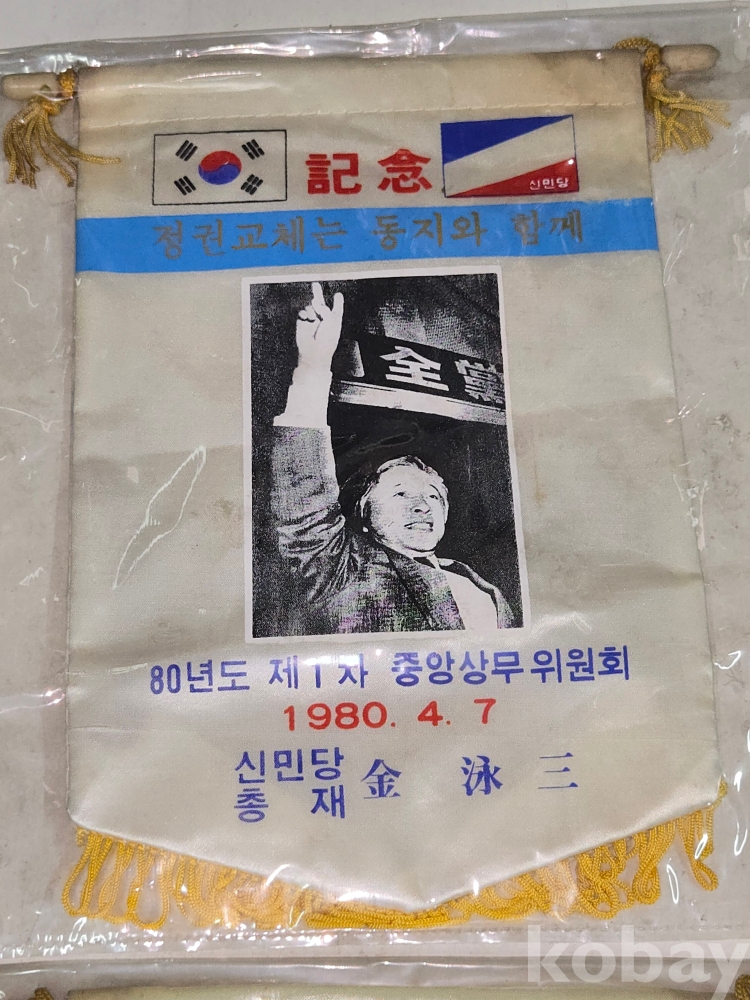 記念
신민당
정권교체는 동지와 함께
全黨
80년도 제1차 중앙상무위원회
1980. 4. 7
신민당
총재 金泳三
kobay